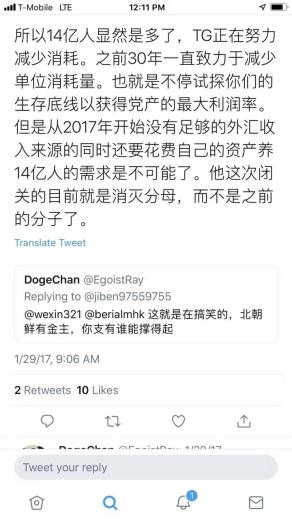 T-Mobile LTE 12:11 PM
所以14亿人显然是多了，TG正在努力
减少消耗。之前30年一直致力于减少
单位消耗量。也就是不停试探你们的
生存底线以获得党产的最大利润率。
但是从2017年开始没有足够的外汇收
入来源的同时还要花费自己的资产养
14亿人的需求是不可能了。他这次闭
关的目前就是消灭分母，而不是之前
的分子了。
Translate Tweet
DogeChan @EgoistRay
Replying to @jiben97559755
@wexin321 @berialmhk 这就是在搞笑的，北朝
鲜有金主，你支有谁能撑得起
1/29/17, 9:06 AM
2 Retweets 10 Likes
Tweet your reply
1